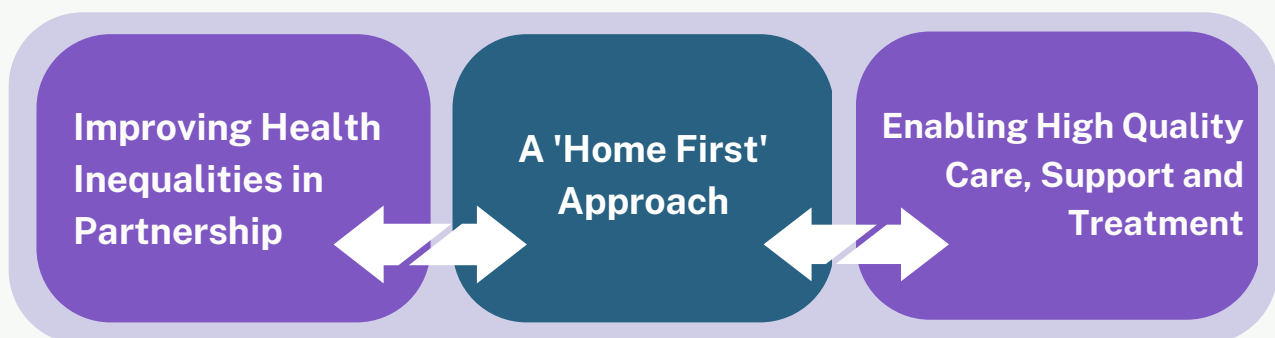 Improving Health
Inequalities in
Partnership
A 'Home First'
Approach
Enabling High Quality
Care, Support and
Treatment